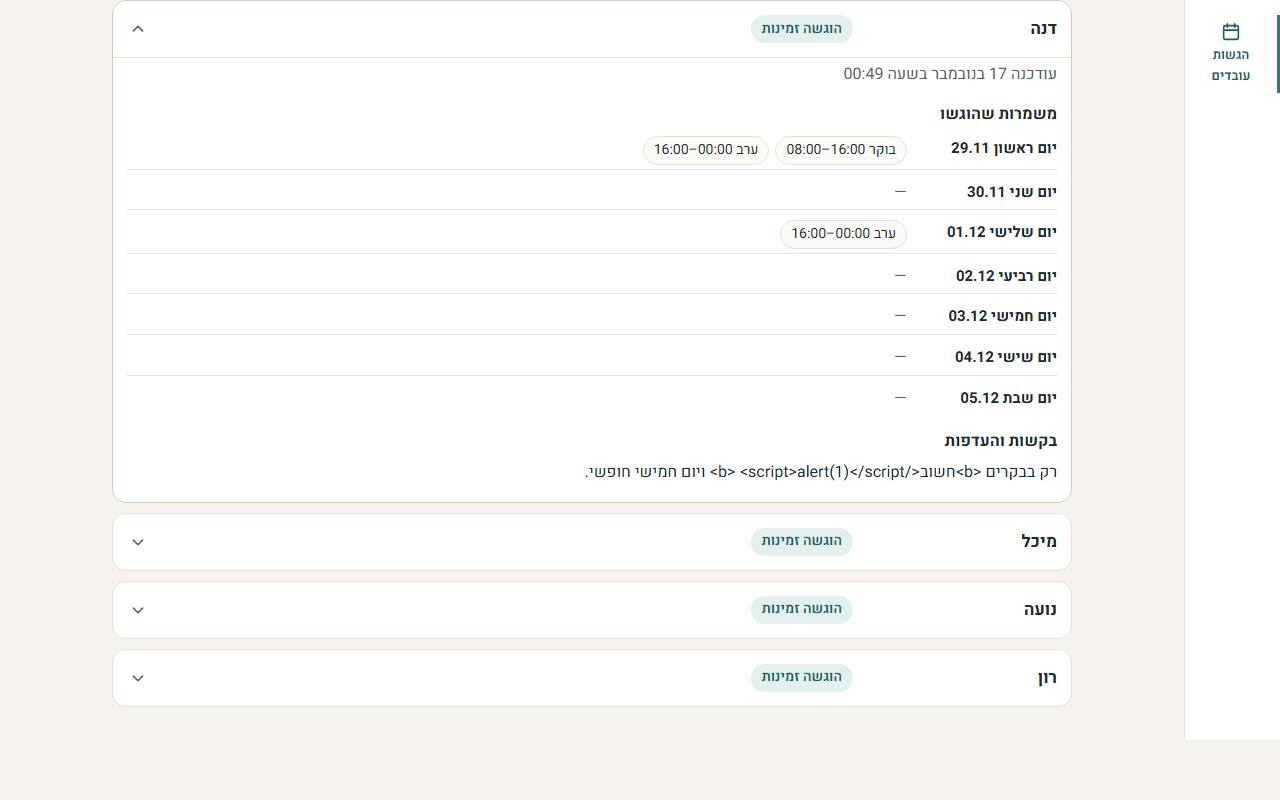 דנה
הוגשה זמינות
עודכנה 17 בנובמבר בשעה 00:49
משמרות שהוגשו
יום ראשון 29.11 בוקר 08:00–16:00 ערב 16:00–00:00
יום שני 30.11 —
יום שלישי 01.12 ערב 16:00–00:00
יום רביעי 02.12 —
יום חמישי 03.12 —
יום שישי 04.12 —
יום שבת 05.12 —
בקשות והעדפות
רק בבקרים <b>חשוב</b> <script>alert(1)</script> ויום חמישי חופשי.
מיכל
הוגשה זמינות
נועה
הוגשה זמינות
רון
הוגשה זמינות
הגשות
עובדים